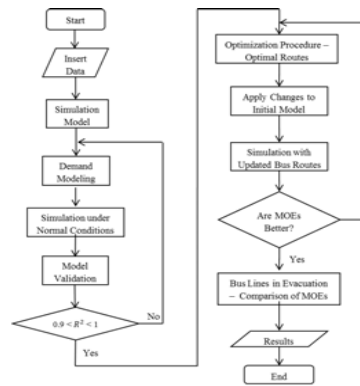 Start
Insert
Data
Simulation
Model
Demand
Modeling
Simulation under
Normal Conditions
Model
Validation
0.9 < R² < 1
No
Yes
Optimization Procedure –
Optimal Routes
Apply Changes to
Initial Model
Simulation with
Updated Bus Routes
Are MOEs
Better?
Yes
Bus Lines in Evacuation
– Comparison of MOEs
Results
End